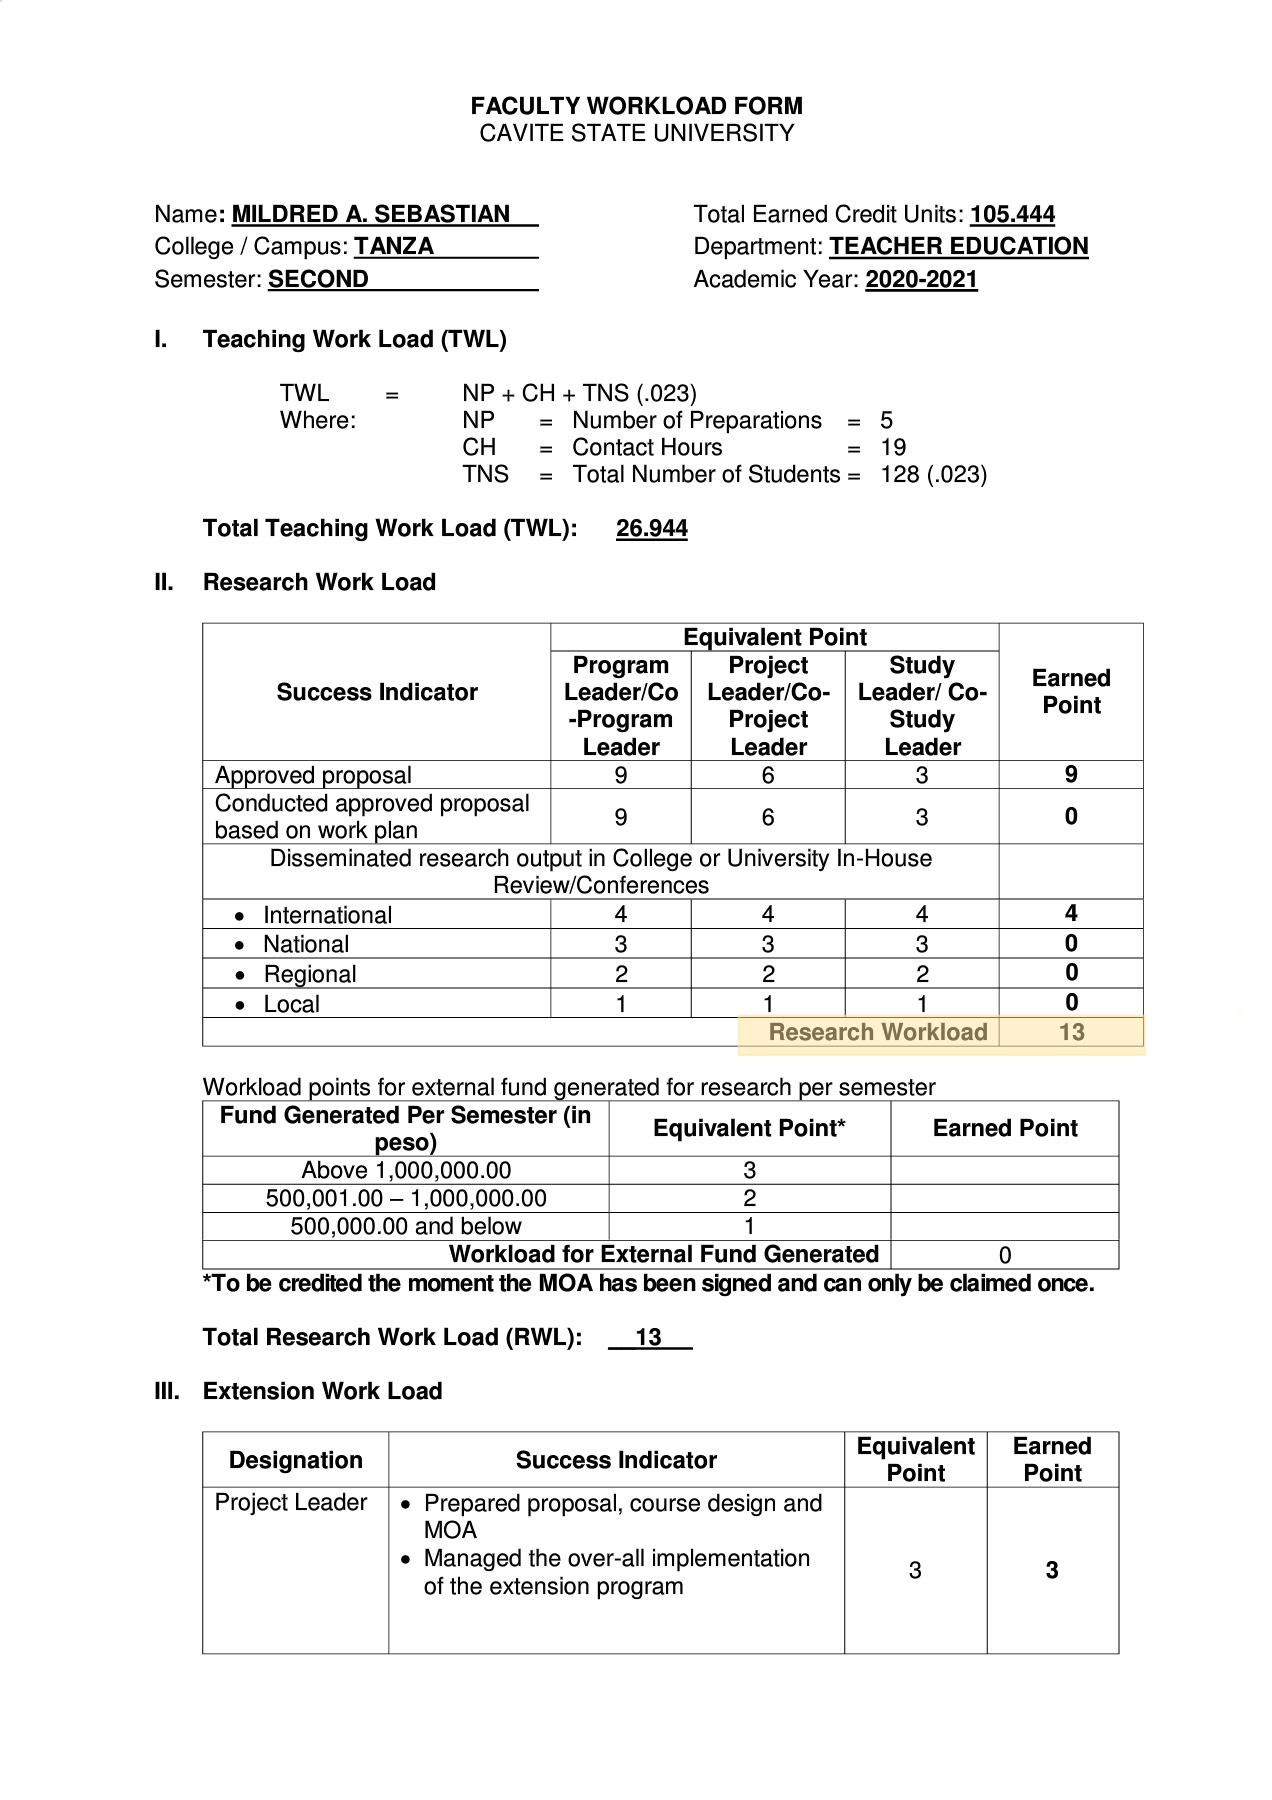 FACULTY WORKLOAD FORM
CAVITE STATE UNIVERSITY
Name: MILDRED A. SEBASTIAN
Total Earned Credit Units: 105.444
College / Campus: TANZA
Department: TEACHER EDUCATION
Semester: SECOND
Academic Year: 2020-2021
I. Teaching Work Load (TWL)
TWL = NP + CH + TNS (.023)
Where: NP = Number of Preparations = 5
CH = Contact Hours = 19
TNS = Total Number of Students = 128 (.023)
Total Teaching Work Load (TWL): 26.944
II. Research Work Load
Success Indicator
Equivalent Point
Earned
Point
Program
Leader/Co
-Program
Leader
Project
Leader/Co-
Project
Leader
Study
Leader/ Co-
Study
Leader
Approved proposal 9 6 3 9
Conducted approved proposal
based on work plan 9 6 3 0
Disseminated research output in College or University In-House
Review/Conferences
• International 4 4 4 4
• National 3 3 3 0
• Regional 2 2 2 0
• Local 1 1 1 0
Research Workload 13
Workload points for external fund generated for research per semester
Fund Generated Per Semester (in
peso)
Equivalent Point*
Earned Point
Above 1,000,000.00 3
500,001.00 – 1,000,000.00 2
500,000.00 and below 1
Workload for External Fund Generated 0
*To be credited the moment the MOA has been signed and can only be claimed once.
Total Research Work Load (RWL): 13
III. Extension Work Load
Designation
Success Indicator
Equivalent
Point
Earned
Point
Project Leader
• Prepared proposal, course design and
MOA
• Managed the over-all implementation
of the extension program
3
3